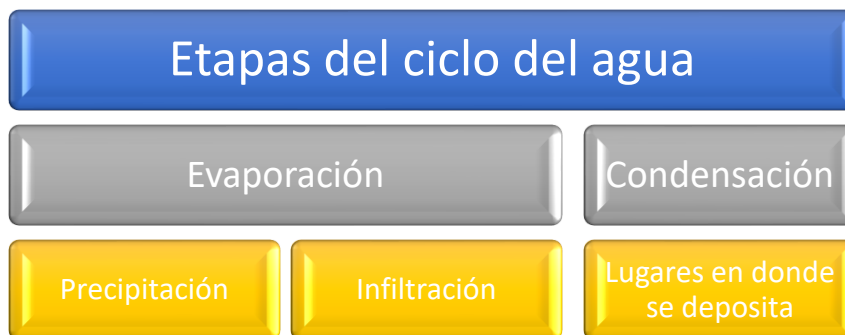 Etapas del ciclo del agua
Evaporación
Condensación
Precipitación
Infiltración
Lugares en donde
se deposita